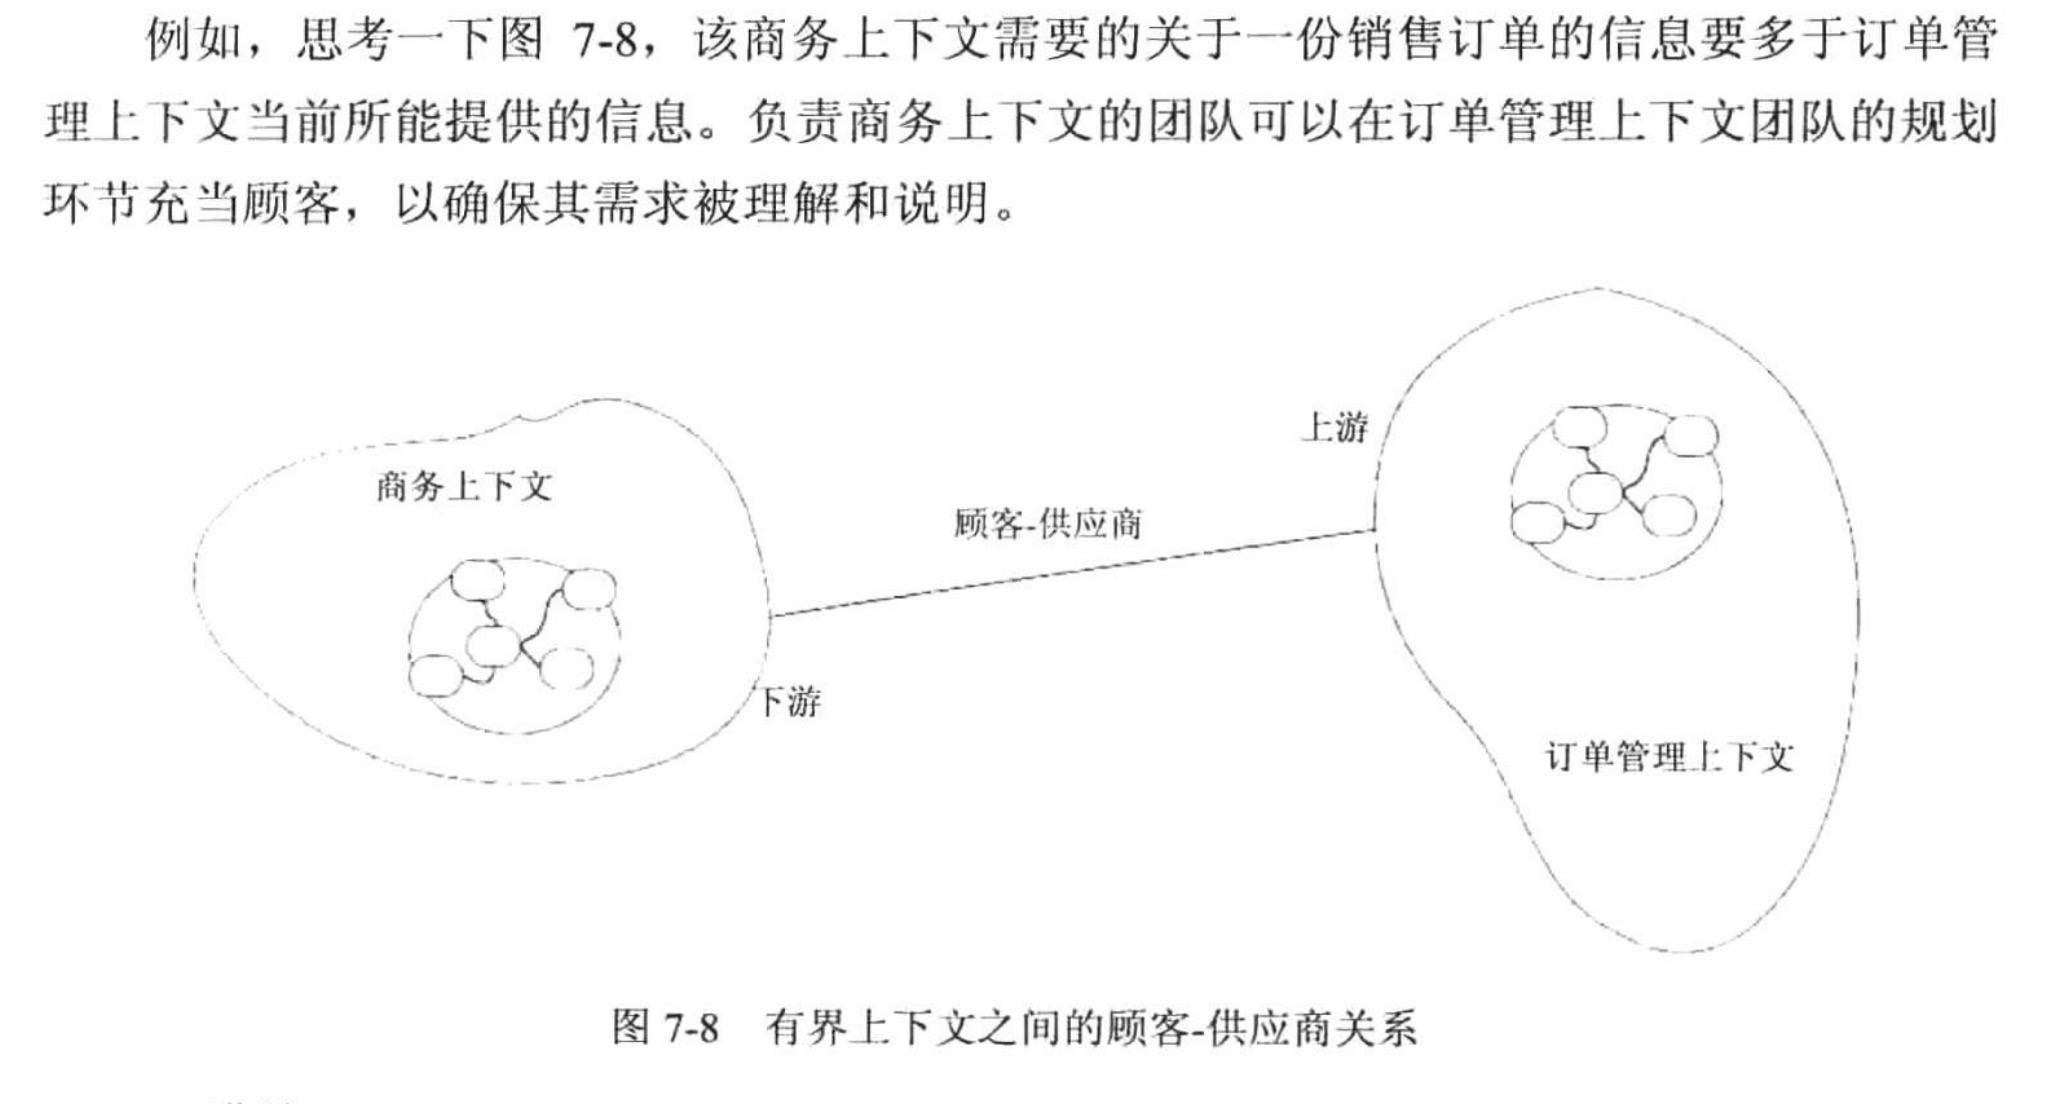 例如，思考一下图 7-8，该商务上下文需要的关于一份销售订单的信息要多于订单管
理上下文当前所能提供的信息。负责商务上下文的团队可以在订单管理上下文团队的规划
环节充当顾客，以确保其需求被理解和说明。
上游
商务上下文
顾客-供应商
下游
订单管理上下文
图 7-8 有界上下文之间的顾客-供应商关系